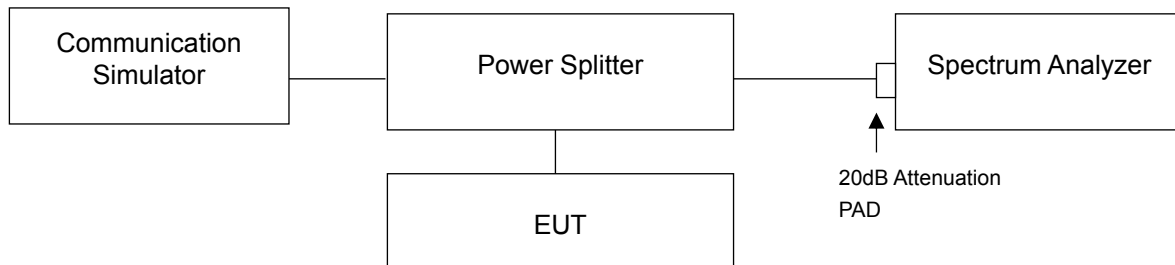 Communication
Simulator
Power Splitter
Spectrum Analyzer
20dB Attenuation
PAD
EUT